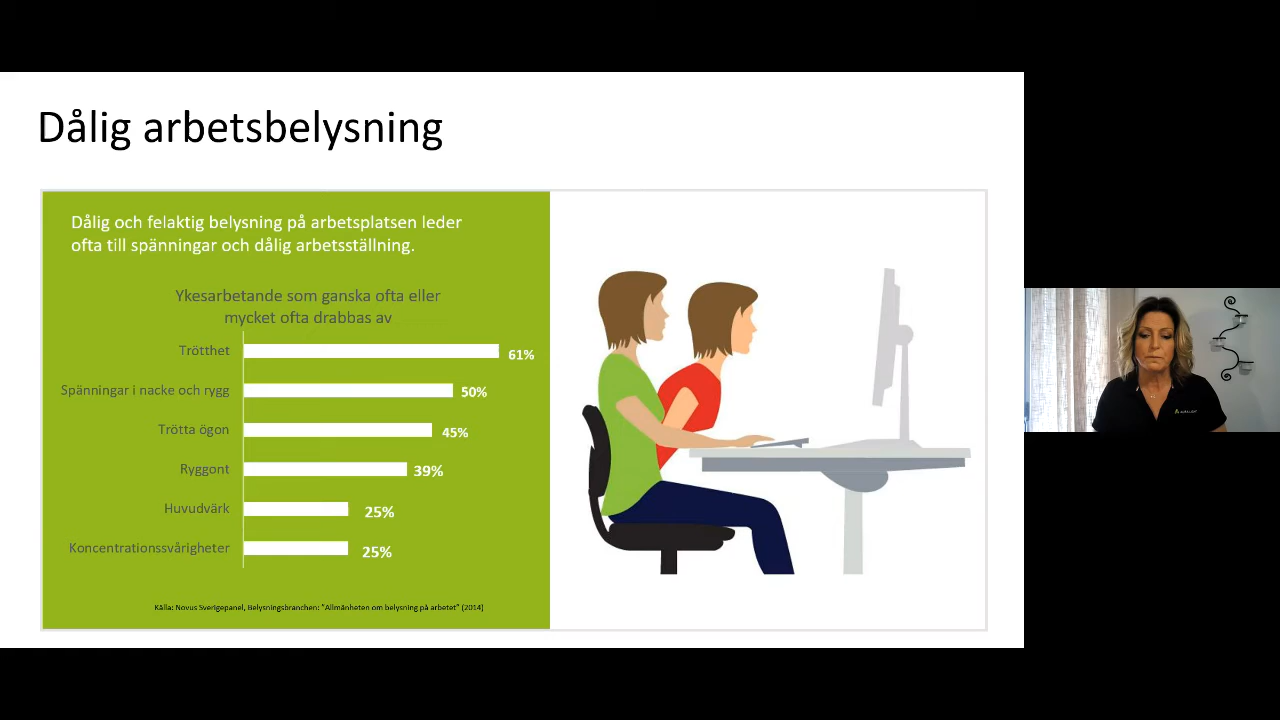 Dålig arbetsbelysning
Dålig och felaktig belysning på arbetsplatsen leder
ofta till spänningar och dålig arbetsställning.
Ykesarbetande som ganska ofta eller
mycket ofta drabbas av
Trötthet 61%
Spänningar i nacke och rygg 50%
Trötta ögon 45%
Ryggont 39%
Huvudvärk 25%
Koncentrationssvårigheter 25%
Källa: Novus Sverigepanel, Belysningsbranchen: "Allmänheten om belysning på arbetet" (2014)